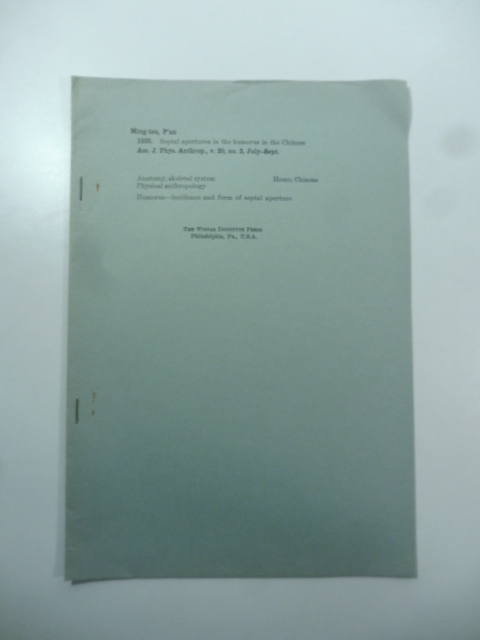 Ming-tzu, P'an
1935. Septal apertures in the humerus in the Chinese
Am. J. Phys. Anthrop., v. 20, no. 2, July-Sept.
Anatomy: skeletal system Homo, Chinese
Physical anthropology
Humerus—incidence and form of septal aperture
The Wistar Institute Press
Philadelphia, Pa., U.S.A.